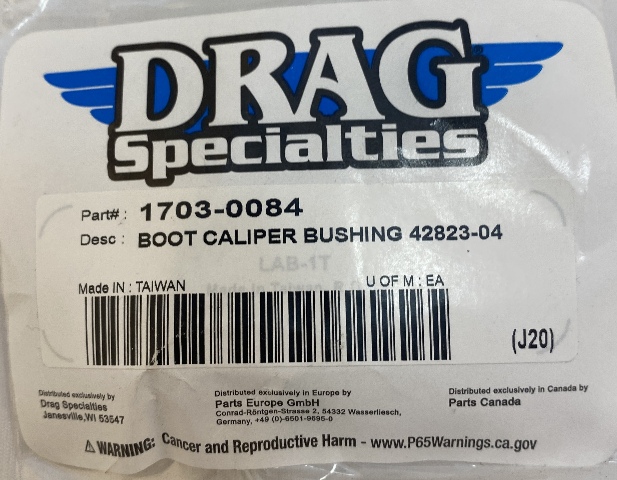 DRAG
Specialties
Part# : 1703-0084
Desc : BOOT CALIPER BUSHING 42823-04
LAB-1T
Made IN : TAIWAN U OF M : EA
(J20)
Distributed exclusively by
Drag Specialties
Janesville, WI 53547
Distributed exclusively in Europe by
Parts Europe GmbH
Conrad-Röntgen-Strasse 2, 54332 Wasserliesch,
Germany, +49 (0)-6501-9695-0
Distributed exclusively in Canada by
Parts Canada
⚠ WARNING: Cancer and Reproductive Harm - www.P65Warnings.ca.gov